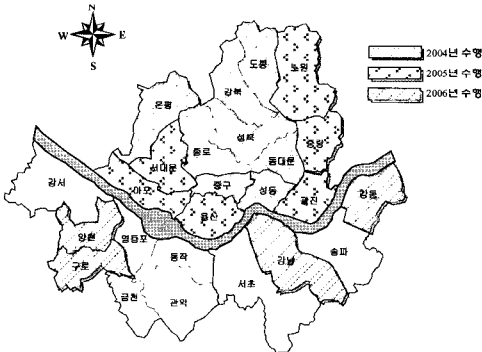 N
W E
S
2004년 수행
2005년 수행
2006년 수행
도봉
노원
강북
은평
성북
중랑
종로
서대문
동대문
강서
마포
중구
성동
광진
강동
용산
양천
영등포
구로
동작
강남
송파
서초
금천
관악